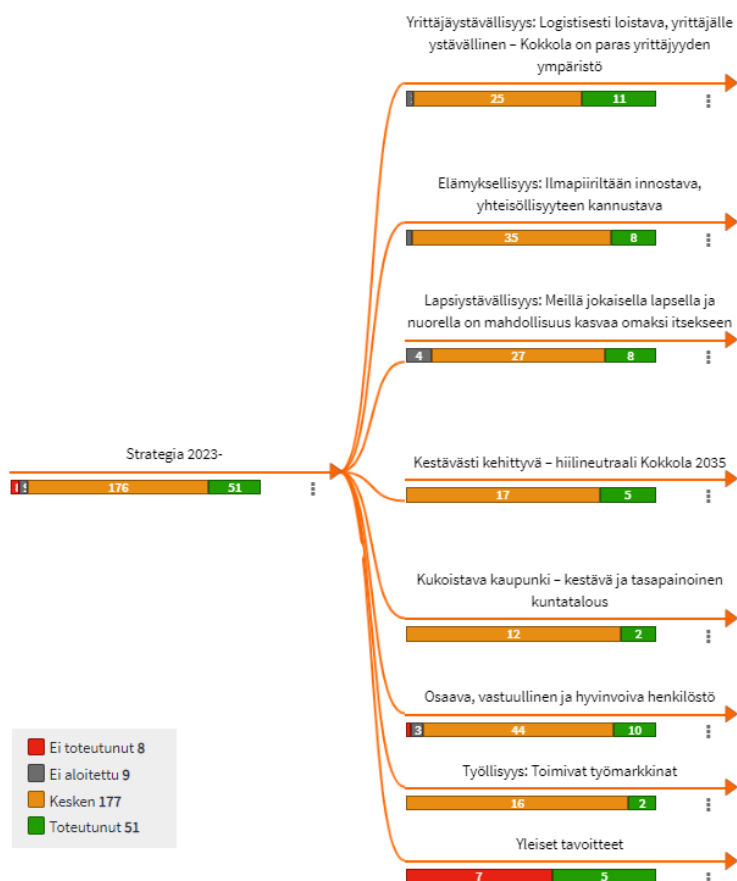 Yrittäjäystävällisyys: Logistisesti loistava, yrittäjälle
ystävällinen – Kokkola on paras yrittäjyyden
ympäristö
25 11
Elämyksellisyys: Ilmapiiriltään innostava,
yhteisöllisyyteen kannustava
35 8
Lapsiystävällisyys: Meillä jokaisella lapsella ja
nuorella on mahdollisuus kasvaa omaksi itsekseen
4 27 8
Strategia 2023-
176 51
Kestävästi kehittyvä – hiilineutraali Kokkola 2035
17 5
Kukoistava kaupunki – kestävä ja tasapainoinen
kuntatalous
12 2
Osaava, vastuullinen ja hyvinvoiva henkilöstö
3 44 10
Työllisyys: Toimivat työmarkkinat
16 2
Yleiset tavoitteet
7 5
Ei toteutunut 8
Ei aloitettu 9
Kesken 177
Toteutunut 51